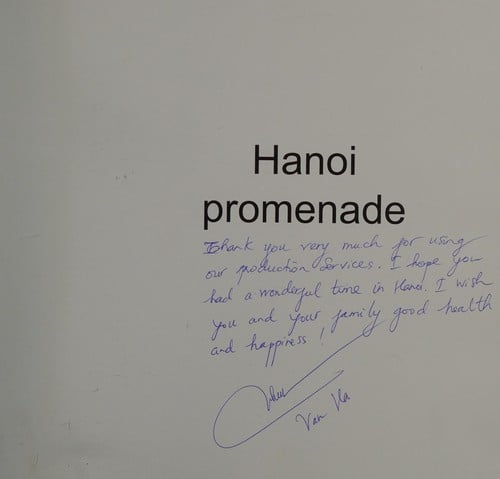 Hanoi
promenade
Thank you very much for using
our production services. I hope you
had a wonderful time in Hanoi. I wish
you and your family good health
and happiness!
Van Ha